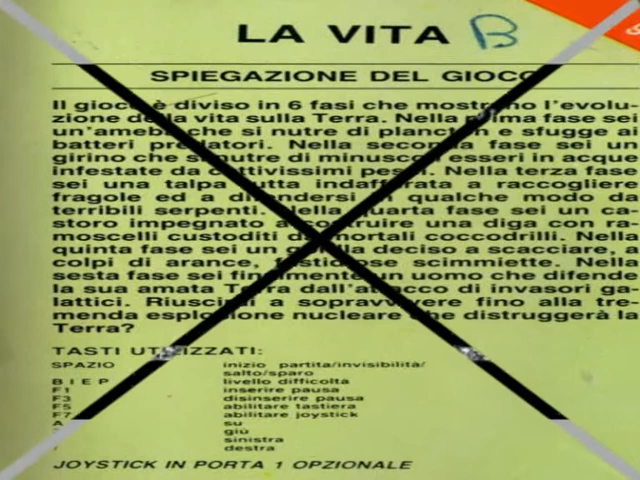 LA VITA B
SPIEGAZIONE DEL GIOCO
Il gioco è diviso in 6 fasi che mostrano l'evolu-
zione della vita sulla Terra. Nella prima fase sei
un'ameba che si nutre di plancton e sfugge ai
batteri predatori. Nella seconda fase sei un
girino che si nutre di minuscoli esseri in acque
infestate da cattivissimi pesci. Nella terza fase
sei una talpa tutta indaffarata a raccogliere
fragole ed a difendersi in qualche modo da
terribili serpenti. Nella quarta fase sei un ca-
storo impegnato a costruire una diga con ra-
moscelli custoditi da mortali coccodrilli. Nella
quinta fase sei un gorilla deciso a scacciare, a
colpi di arance, fastidiose scimmiette. Nella
sesta fase sei finalmente un uomo che difende
la sua amata Terra dall'attacco di invasori ga-
lattici. Riuscirai a sopravvivere fino alla tre-
menda esplosione nucleare che distruggerà la
Terra?
TASTI UTILIZZATI:
SPAZIO inizio partita/invisibilità/
salto/sparo
B I E P livello difficoltà
F1 inserire pausa
F3 disinserire pausa
F5 abilitare tastiera
F7 abilitare joystick
A su
giù
sinistra
/ destra
JOYSTICK IN PORTA 1 OPZIONALE